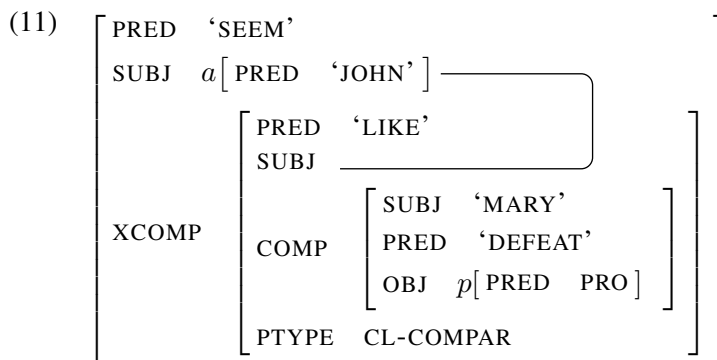 (11)
PRED ‘SEEM’
SUBJ a[ PRED ‘JOHN’ ]
PRED ‘LIKE’
SUBJ
XCOMP
COMP
SUBJ ‘MARY’
PRED ‘DEFEAT’
OBJ p[ PRED PRO ]
PTYPE CL-COMPAR